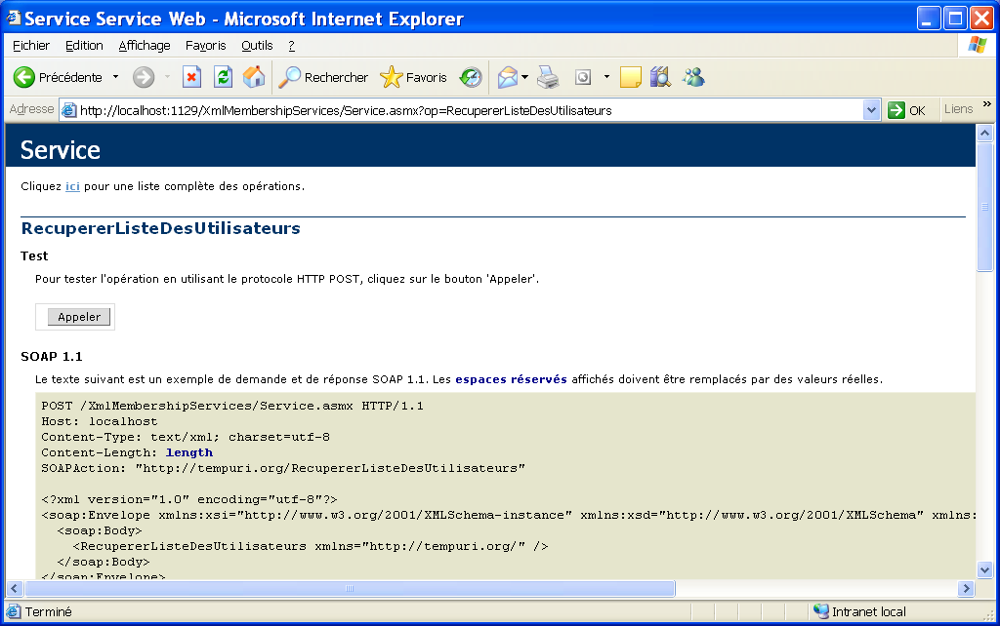 Service Service Web - Microsoft Internet Explorer
Fichier Edition Affichage Favoris Outils ?
Précédente Rechercher Favoris
Adresse http://localhost:1129/XmlMembershipServices/Service.asmx?op=RecupererListeDesUtilisateurs OK Liens »
Service
Cliquez ici pour une liste complète des opérations.
RecupererListeDesUtilisateurs
Test
Pour tester l'opération en utilisant le protocole HTTP POST, cliquez sur le bouton 'Appeler'.
Appeler
SOAP 1.1
Le texte suivant est un exemple de demande et de réponse SOAP 1.1. Les espaces réservés affichés doivent être remplacés par des valeurs réelles.
POST /XmlMembershipServices/Service.asmx HTTP/1.1
Host: localhost
Content-Type: text/xml; charset=utf-8
Content-Length: length
SOAPAction: "http://tempuri.org/RecupererListeDesUtilisateurs"
<?xml version="1.0" encoding="utf-8"?>
<soap:Envelope xmlns:xsi="http://www.w3.org/2001/XMLSchema-instance" xmlns:xsd="http://www.w3.org/2001/XMLSchema" xmlns:
<soap:Body>
<RecupererListeDesUtilisateurs xmlns="http://tempuri.org/" />
</soap:Body>
</soap:Envelope>
Terminé Intranet local